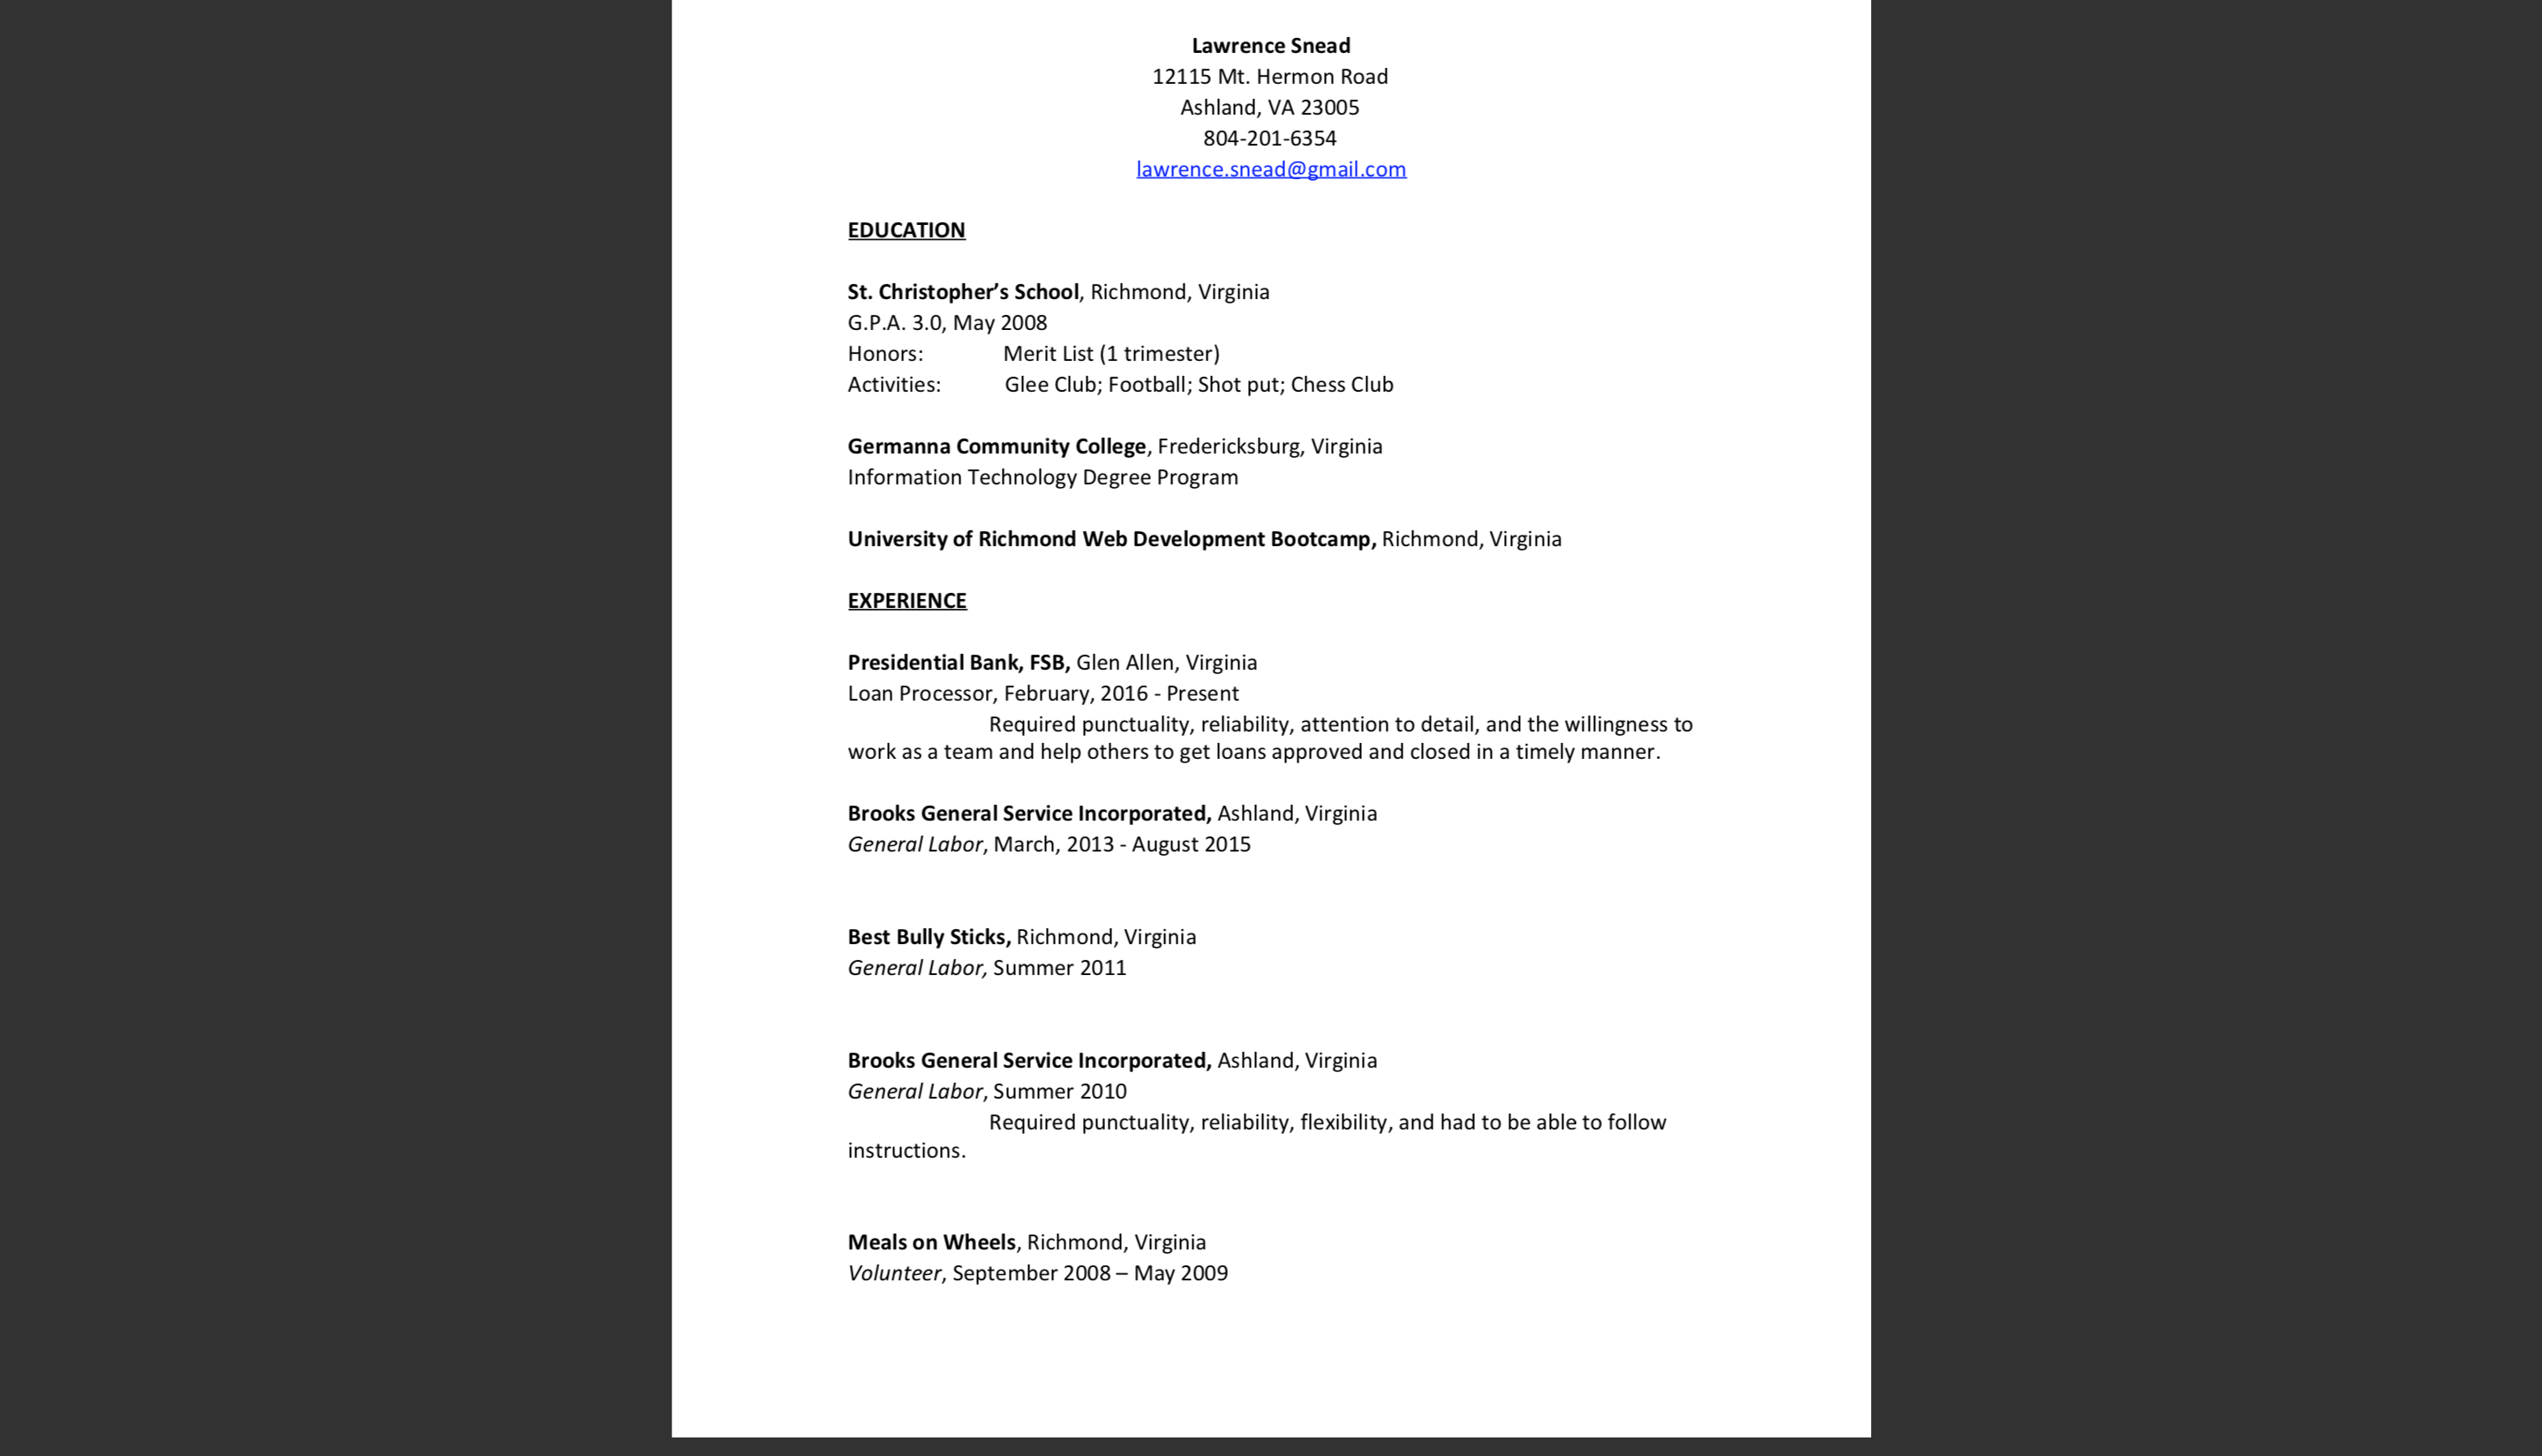 Lawrence Snead
12115 Mt. Hermon Road
Ashland, VA 23005
804-201-6354
lawrence.snead@gmail.com
EDUCATION
St. Christopher’s School, Richmond, Virginia
G.P.A. 3.0, May 2008
Honors: Merit List (1 trimester)
Activities: Glee Club; Football; Shot put; Chess Club
Germanna Community College, Fredericksburg, Virginia
Information Technology Degree Program
University of Richmond Web Development Bootcamp, Richmond, Virginia
EXPERIENCE
Presidential Bank, FSB, Glen Allen, Virginia
Loan Processor, February, 2016 - Present
Required punctuality, reliability, attention to detail, and the willingness to
work as a team and help others to get loans approved and closed in a timely manner.
Brooks General Service Incorporated, Ashland, Virginia
General Labor, March, 2013 - August 2015
Best Bully Sticks, Richmond, Virginia
General Labor, Summer 2011
Brooks General Service Incorporated, Ashland, Virginia
General Labor, Summer 2010
Required punctuality, reliability, flexibility, and had to be able to follow
instructions.
Meals on Wheels, Richmond, Virginia
Volunteer, September 2008 – May 2009